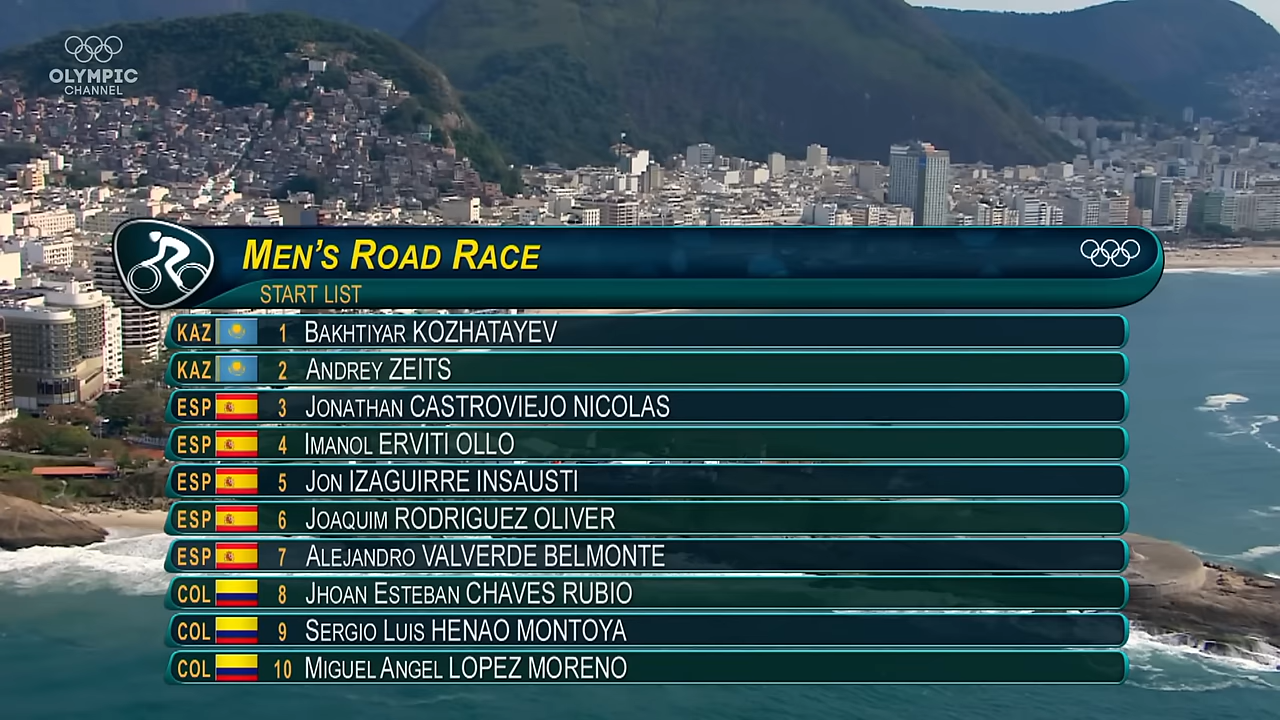 OLYMPIC
CHANNEL
MEN'S ROAD RACE
START LIST
KAZ 1 BAKHTIYAR KOZHATAYEV
KAZ 2 ANDREY ZEITS
ESP 3 JONATHAN CASTROVIEJO NICOLAS
ESP 4 IMANOL ERVITI OLLO
ESP 5 JON IZAGUIRRE INSAUSTI
ESP 6 JOAQUIM RODRIGUEZ OLIVER
ESP 7 ALEJANDRO VALVERDE BELMONTE
COL 8 JHOAN ESTEBAN CHAVES RUBIO
COL 9 SERGIO LUIS HENAO MONTOYA
COL 10 MIGUEL ANGEL LOPEZ MORENO